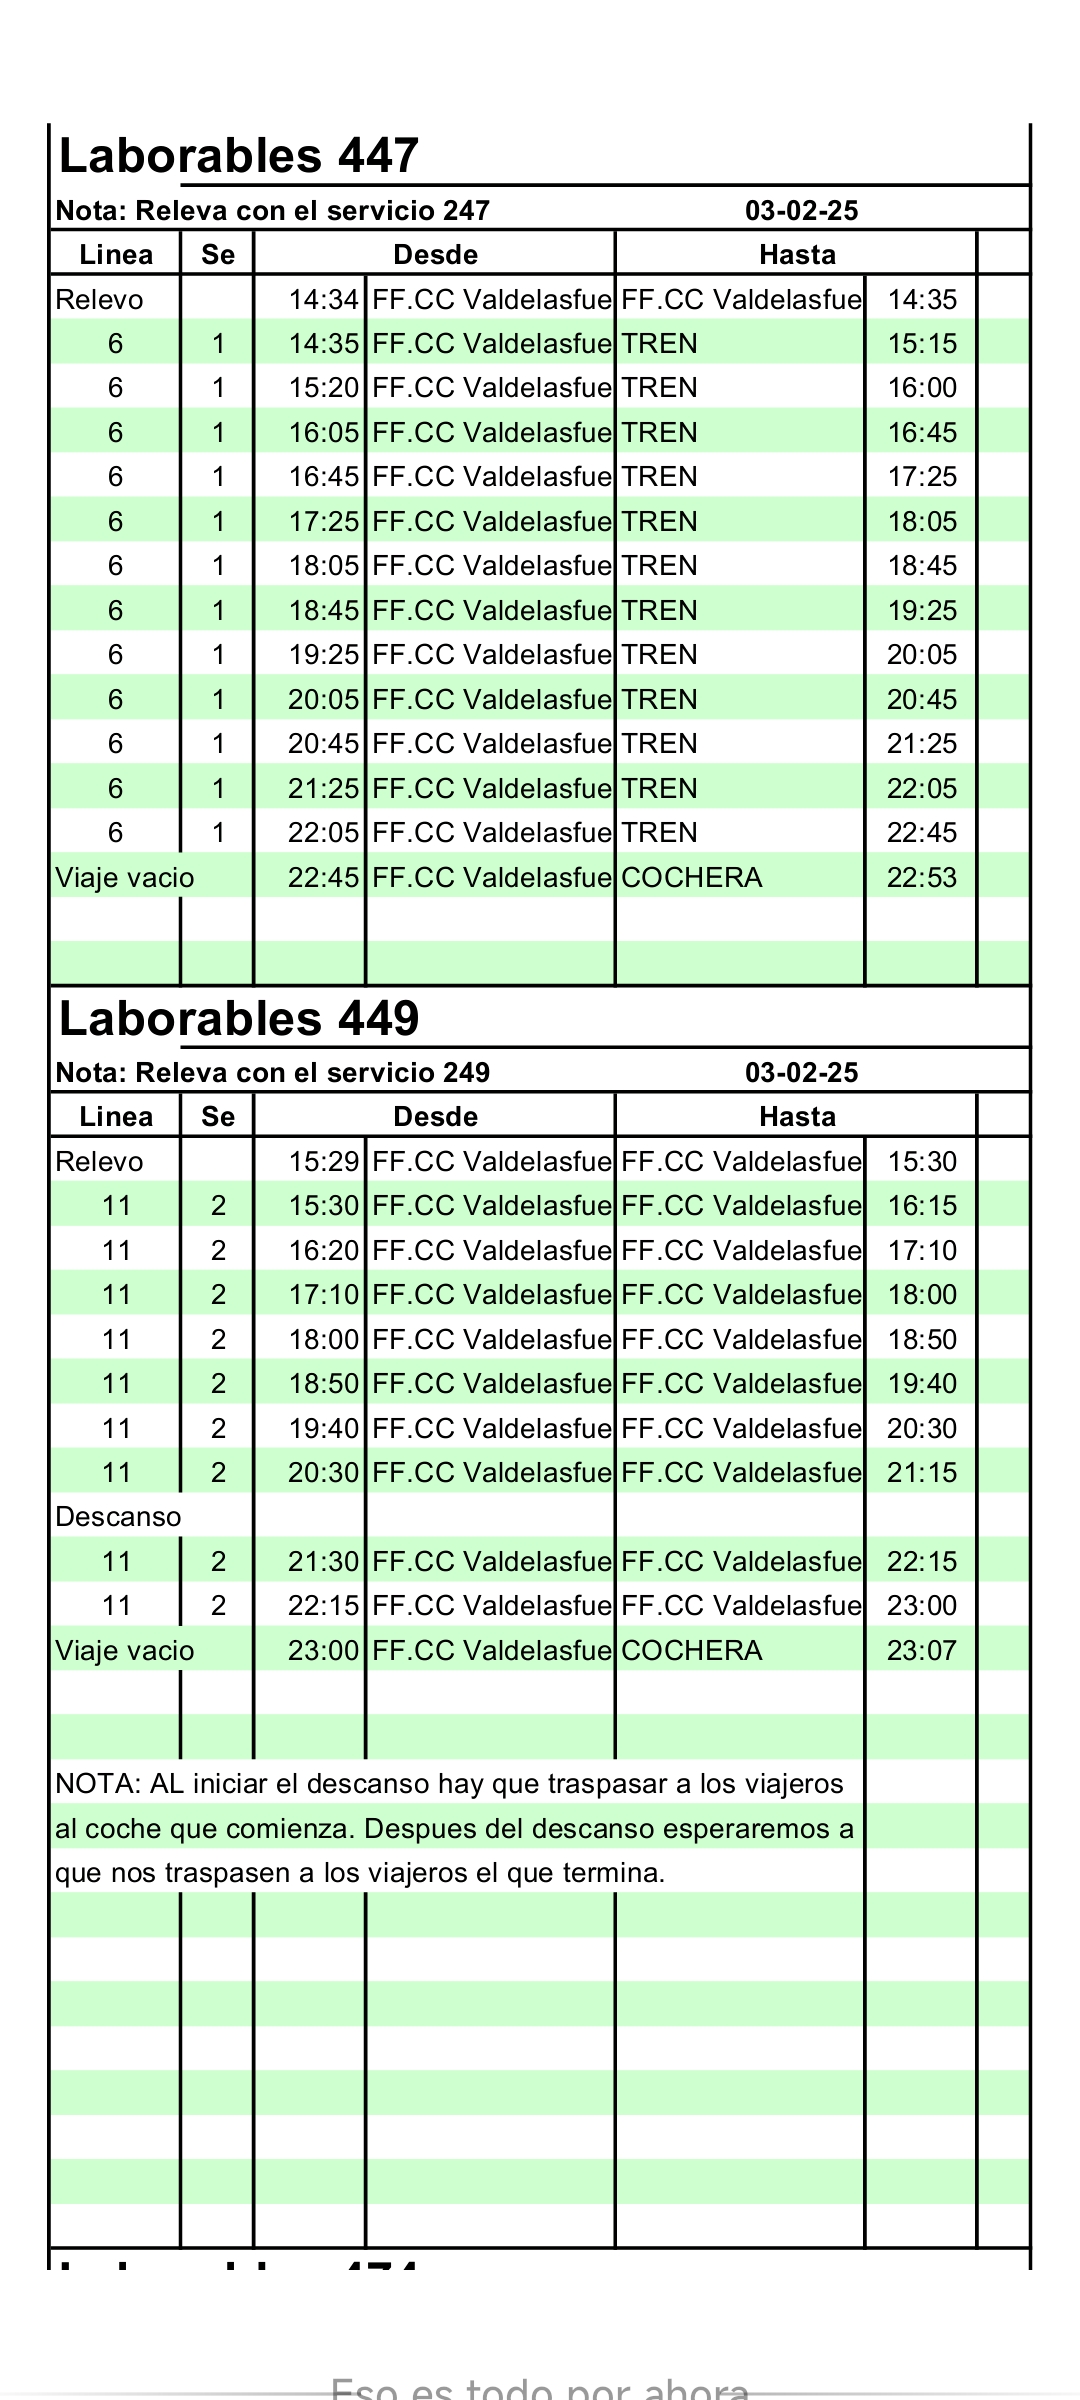 Laborables 447
Nota: Releva con el servicio 247 03-02-25
Linea Se Desde Hasta
Relevo 14:34 FF.CC Valdelasfue FF.CC Valdelasfue 14:35
6 1 14:35 FF.CC Valdelasfue TREN 15:15
6 1 15:20 FF.CC Valdelasfue TREN 16:00
6 1 16:05 FF.CC Valdelasfue TREN 16:45
6 1 16:45 FF.CC Valdelasfue TREN 17:25
6 1 17:25 FF.CC Valdelasfue TREN 18:05
6 1 18:05 FF.CC Valdelasfue TREN 18:45
6 1 18:45 FF.CC Valdelasfue TREN 19:25
6 1 19:25 FF.CC Valdelasfue TREN 20:05
6 1 20:05 FF.CC Valdelasfue TREN 20:45
6 1 20:45 FF.CC Valdelasfue TREN 21:25
6 1 21:25 FF.CC Valdelasfue TREN 22:05
6 1 22:05 FF.CC Valdelasfue TREN 22:45
Viaje vacio 22:45 FF.CC Valdelasfue COCHERA 22:53
Laborables 449
Nota: Releva con el servicio 249 03-02-25
Linea Se Desde Hasta
Relevo 15:29 FF.CC Valdelasfue FF.CC Valdelasfue 15:30
11 2 15:30 FF.CC Valdelasfue FF.CC Valdelasfue 16:15
11 2 16:20 FF.CC Valdelasfue FF.CC Valdelasfue 17:10
11 2 17:10 FF.CC Valdelasfue FF.CC Valdelasfue 18:00
11 2 18:00 FF.CC Valdelasfue FF.CC Valdelasfue 18:50
11 2 18:50 FF.CC Valdelasfue FF.CC Valdelasfue 19:40
11 2 19:40 FF.CC Valdelasfue FF.CC Valdelasfue 20:30
11 2 20:30 FF.CC Valdelasfue FF.CC Valdelasfue 21:15
Descanso
11 2 21:30 FF.CC Valdelasfue FF.CC Valdelasfue 22:15
11 2 22:15 FF.CC Valdelasfue FF.CC Valdelasfue 23:00
Viaje vacio 23:00 FF.CC Valdelasfue COCHERA 23:07
NOTA: AL iniciar el descanso hay que traspasar a los viajeros
al coche que comienza. Despues del descanso esperaremos a
que nos traspasen a los viajeros el que termina.
Eso es todo por ahora